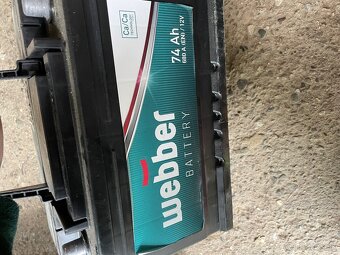 Ca/Ca
74 Ah
680 A (EN) / 12V
webber
BATTERY